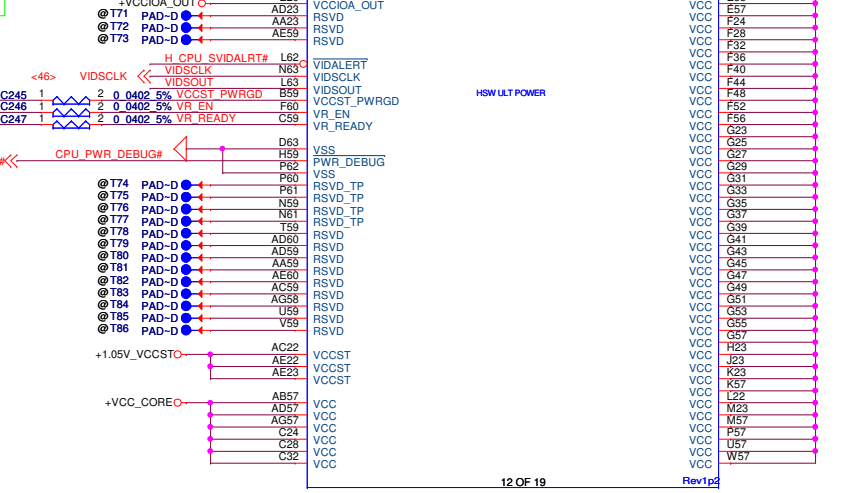 +VCCIOA_OUT AD23 VCCIOA_OUT VCC E57
@T71 PAD~D AA23 RSVD VCC F24
@T72 PAD~D AE59 RSVD VCC F28
@T73 PAD~D RSVD VCC F32
H_CPU_SVIDALRT# L62 VIDALERT VCC F36
<46> VIDSCLK VIDSCLK N63 VIDSCLK VCC F40
VIDSOUT L63 VIDSOUT VCC F44
C245 1 2 0_0402_5% VCCST_PWRGD B59 VCCST_PWRGD VCC F48
C246 1 2 0_0402_5% VR_EN F60 VR_EN VCC F52
C247 1 2 0_0402_5% VR_READY C59 VR_READY VCC F56
HSW ULT POWER
VCC G23
D63 VSS VCC G25
CPU_PWR_DEBUG# H59 PWR_DEBUG VCC G27
P62 VSS VCC G29
@T74 PAD~D P60 RSVD_TP VCC G31
@T75 PAD~D P61 RSVD_TP VCC G33
@T76 PAD~D N59 RSVD_TP VCC G35
@T77 PAD~D N61 RSVD_TP VCC G37
@T78 PAD~D T59 RSVD VCC G39
@T79 PAD~D AD60 RSVD VCC G41
@T80 PAD~D AD59 RSVD VCC G43
@T81 PAD~D AA59 RSVD VCC G45
@T82 PAD~D AE60 RSVD VCC G47
@T83 PAD~D AC59 RSVD VCC G49
@T84 PAD~D AG58 RSVD VCC G51
@T85 PAD~D U59 RSVD VCC G53
@T86 PAD~D V59 RSVD VCC G55
VCC G57
+1.05V_VCCST AC22 VCCST VCC H23
AE22 VCCST VCC J23
AE23 VCCST VCC K23
VCC K57
+VCC_CORE AB57 VCC VCC L22
AD57 VCC VCC M23
AG57 VCC VCC M57
C24 VCC VCC P57
C28 VCC VCC U57
C32 VCC VCC W57
12 OF 19 Rev1p2